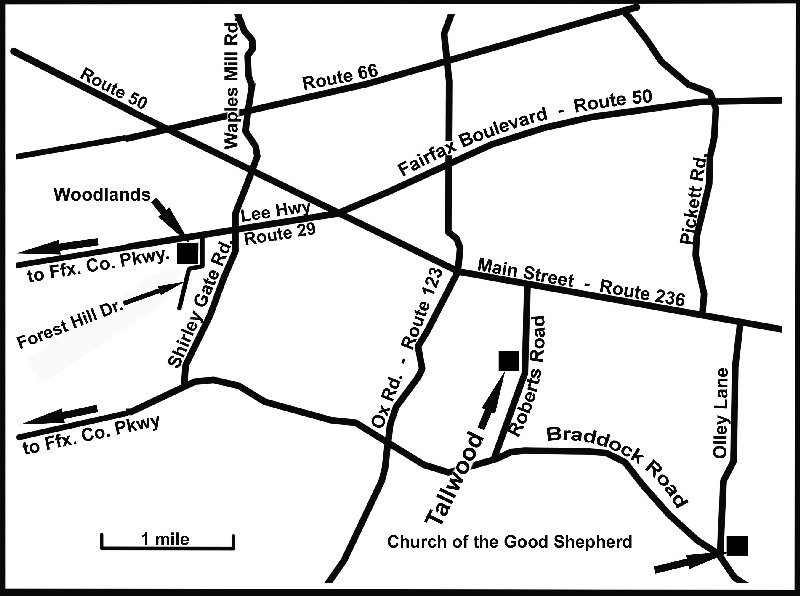 Waples Mill Rd.
Route 50
Route 66
Fairfax Boulevard - Route 50
Pickett Rd.
Woodlands
Lee Hwy
Route 29
to Ffx. Co. Pkwy.
Forest Hill Dr.
Shirley Gate Rd.
Main Street - Route 236
Ox Rd. - Route 123
Roberts Road
Olley Lane
to Ffx. Co. Pkwy
Tallwood
Braddock Road
1 mile
Church of the Good Shepherd